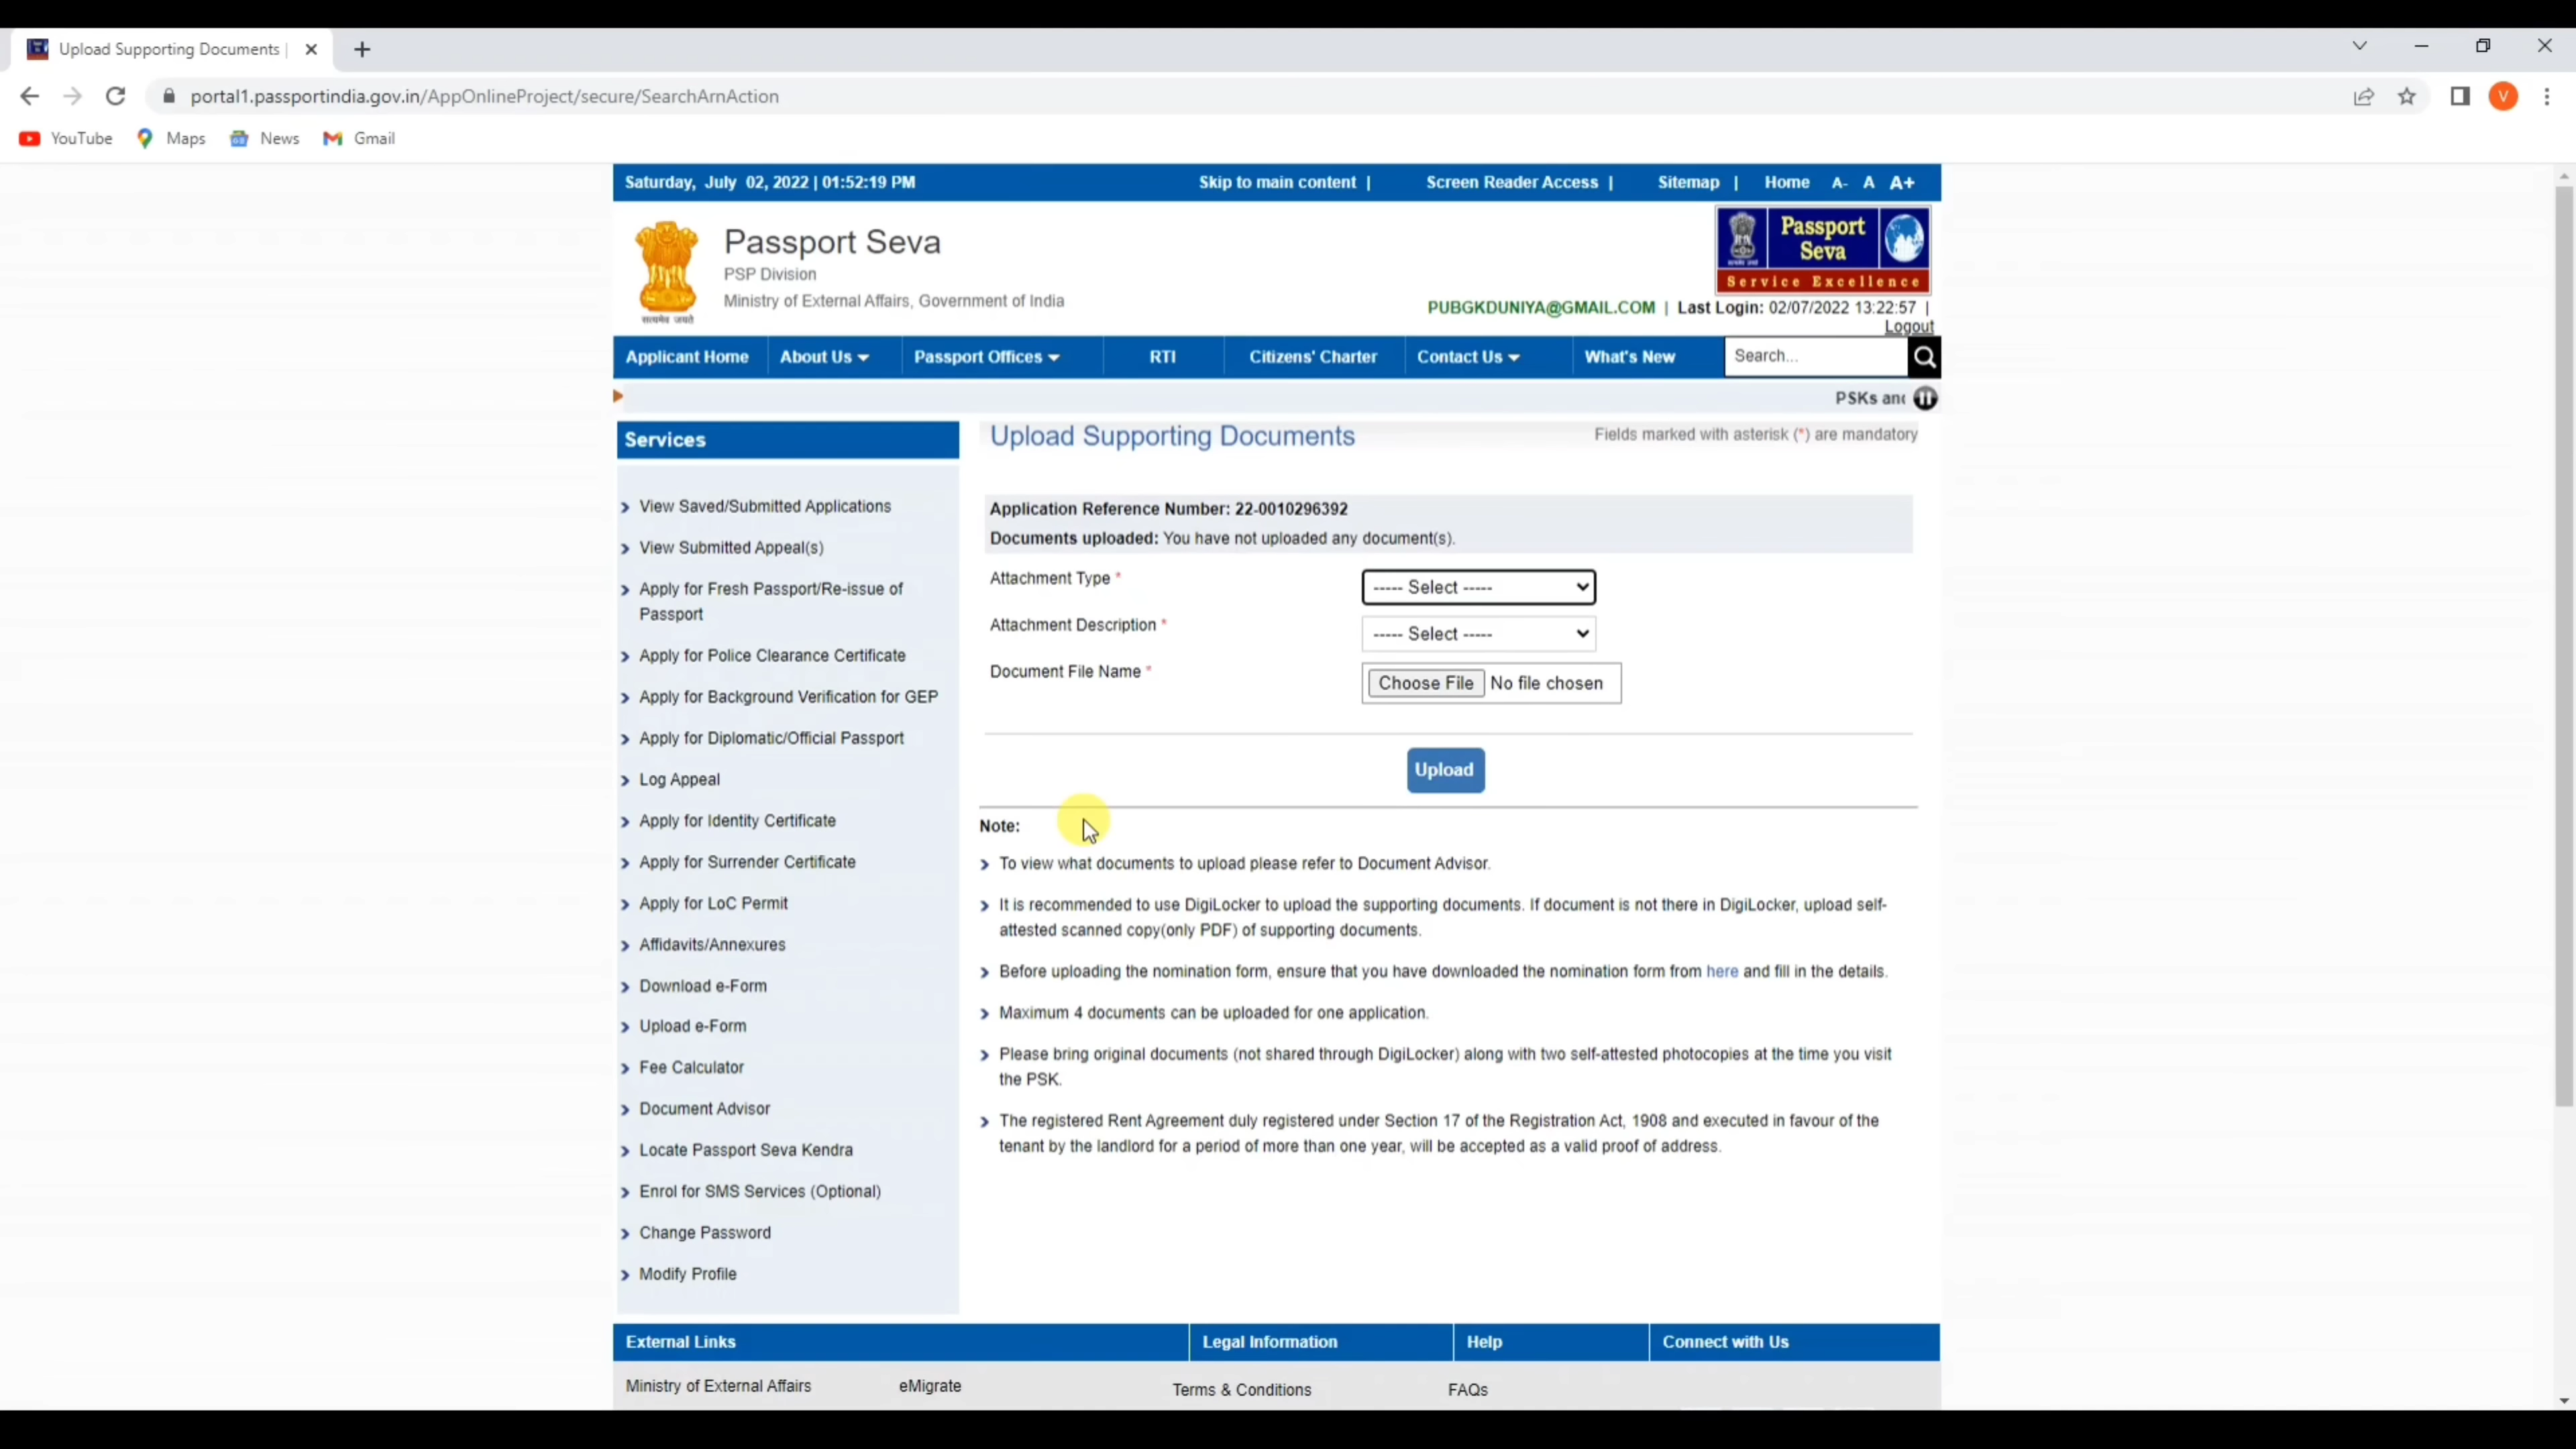 Upload Supporting Documents |
portal1.passportindia.gov.in/AppOnlineProject/secure/SearchArnAction
V
YouTube Maps News Gmail
Saturday, July 02, 2022 | 01:52:19 PM Skip to main content | Screen Reader Access | Sitemap | Home A- A A+
Passport Seva
PSP Division
Ministry of External Affairs, Government of India
सत्यमेव जयते
Passport
Seva
Service Excellence
PUBGKDUNIYA@GMAIL.COM | Last Login: 02/07/2022 13:22:57 |
Logout
Applicant Home About Us Passport Offices RTI Citizens' Charter Contact Us What's New Search...
PSKs and
Services
View Saved/Submitted Applications
View Submitted Appeal(s)
Apply for Fresh Passport/Re-issue of
Passport
Apply for Police Clearance Certificate
Apply for Background Verification for GEP
Apply for Diplomatic/Official Passport
Log Appeal
Apply for Identity Certificate
Apply for Surrender Certificate
Apply for LoC Permit
Affidavits/Annexures
Download e-Form
Upload e-Form
Fee Calculator
Document Advisor
Locate Passport Seva Kendra
Enrol for SMS Services (Optional)
Change Password
Modify Profile
Upload Supporting Documents Fields marked with asterisk (*) are mandatory
Application Reference Number: 22-0010296392
Documents uploaded: You have not uploaded any document(s).
Attachment Type * ----- Select -----
Attachment Description * ----- Select -----
Document File Name * Choose File No file chosen
Upload
Note:
To view what documents to upload please refer to Document Advisor.
It is recommended to use DigiLocker to upload the supporting documents. If document is not there in DigiLocker, upload self-
attested scanned copy(only PDF) of supporting documents.
Before uploading the nomination form, ensure that you have downloaded the nomination form from here and fill in the details.
Maximum 4 documents can be uploaded for one application.
Please bring original documents (not shared through DigiLocker) along with two self-attested photocopies at the time you visit
the PSK.
The registered Rent Agreement duly registered under Section 17 of the Registration Act, 1908 and executed in favour of the
tenant by the landlord for a period of more than one year, will be accepted as a valid proof of address.
External Links Legal Information Help Connect with Us
Ministry of External Affairs eMigrate Terms & Conditions FAQs